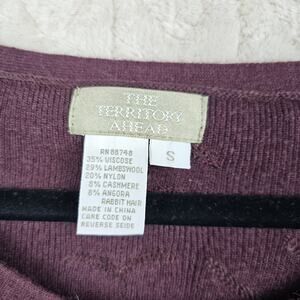 THE
TERRITORY
AHEAD
S
RN 88748
35% VISCOSE
29% LAMBSWOOL
20% NYLON
8% CASHMERE
8% ANGORA
RABBIT HAIR
MADE IN CHINA
CARE CODE ON
REVERSE SIDE